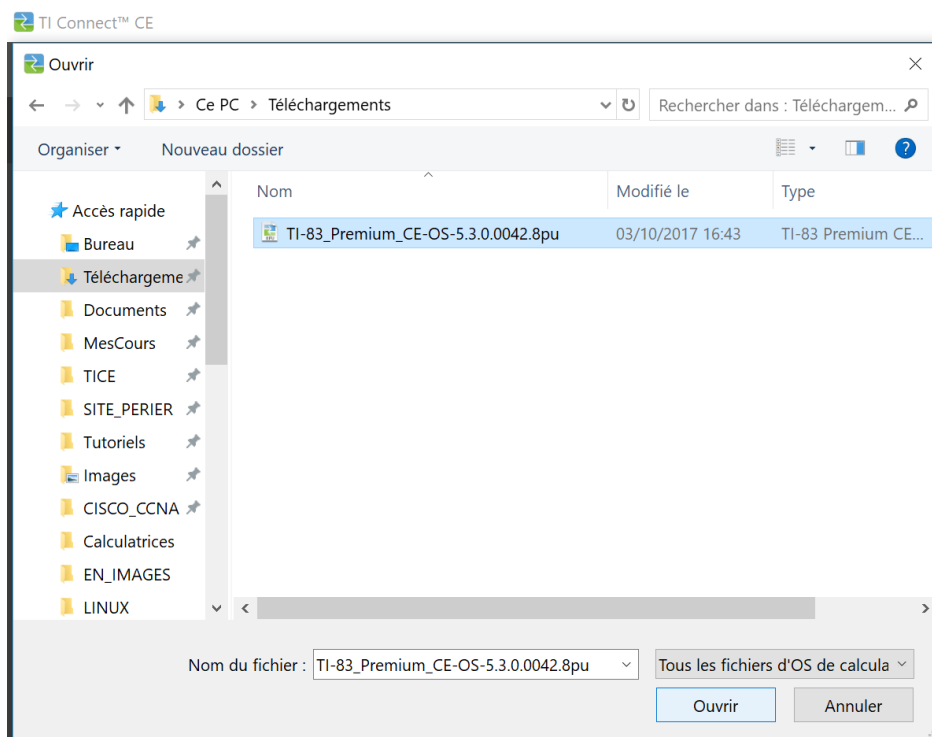 TI Connect™ CE
Ouvrir
Ce PC > Téléchargements
Rechercher dans : Téléchargem...
Organiser
Nouveau dossier
Nom
Modifié le
Type
Accès rapide
Bureau
Téléchargeme
Documents
MesCours
TICE
SITE_PERIER
Tutoriels
Images
CISCO_CCNA
Calculatrices
EN_IMAGES
LINUX
TI-83_Premium_CE-OS-5.3.0.0042.8pu 03/10/2017 16:43 TI-83 Premium CE...
Nom du fichier : TI-83_Premium_CE-OS-5.3.0.0042.8pu
Tous les fichiers d'OS de calcula
Ouvrir
Annuler